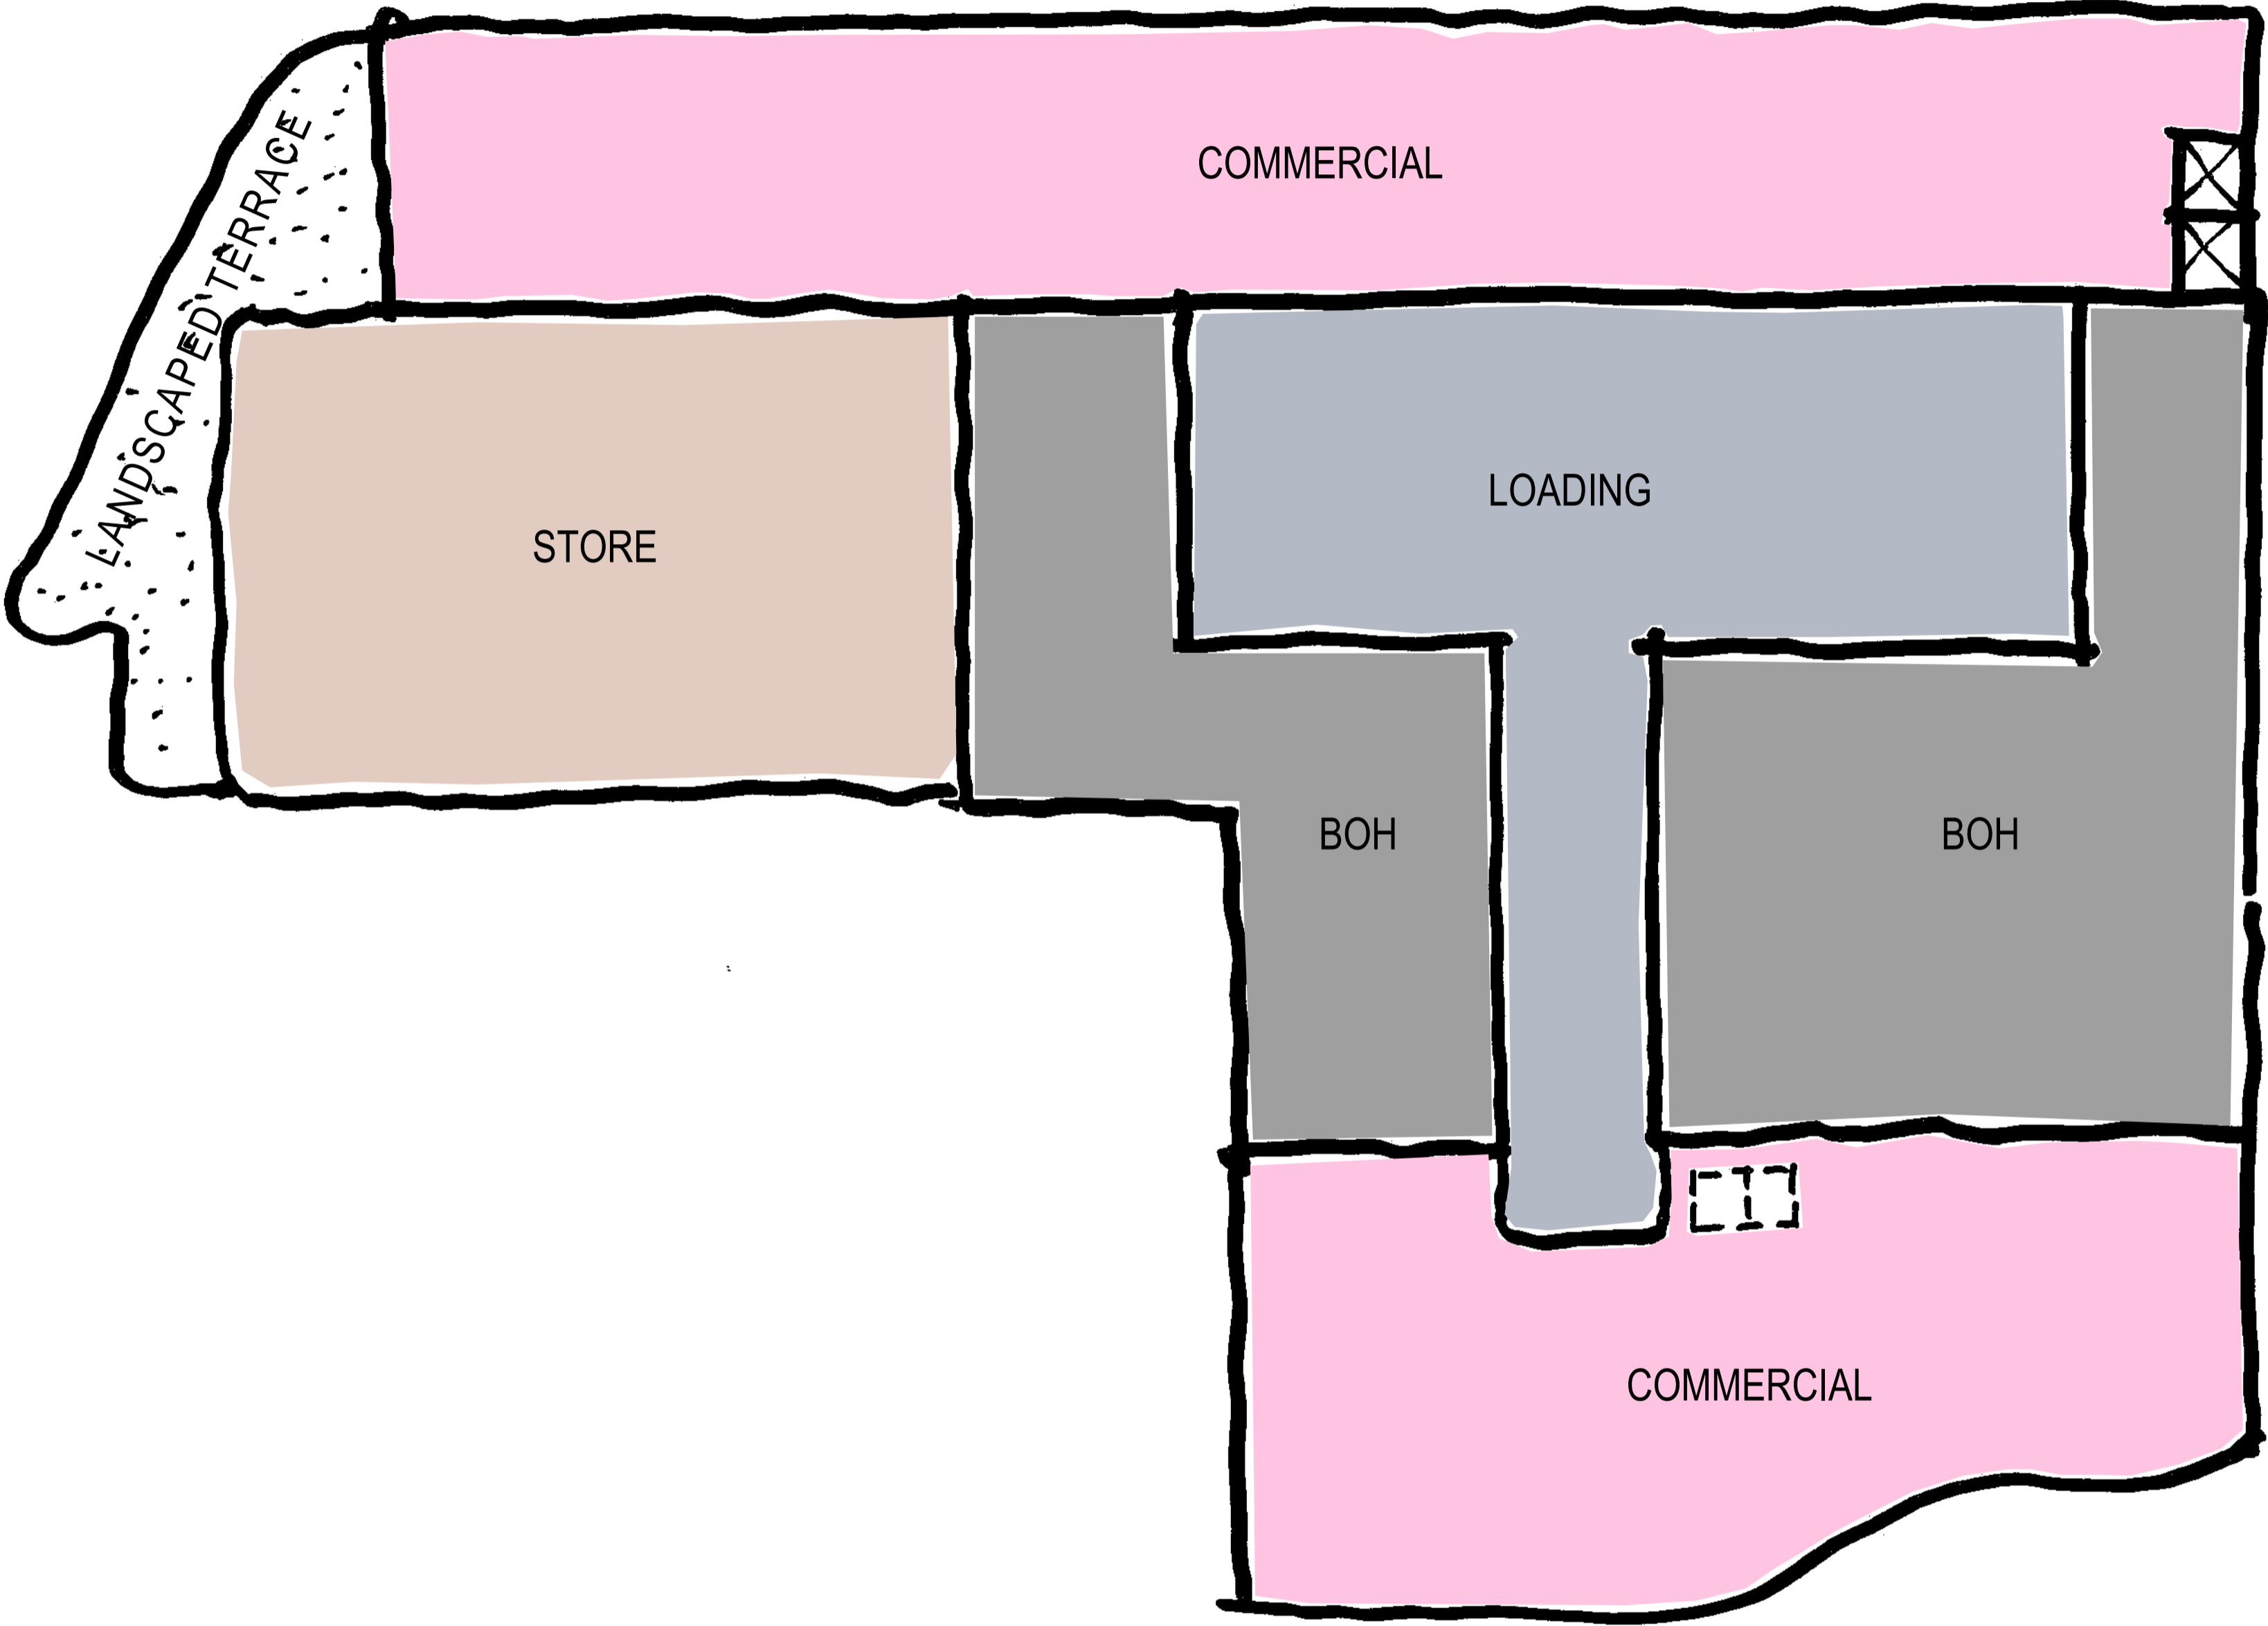 COMMERCIAL
LANDSCAPED TERRACE
LOADING
STORE
BOH
BOH
COMMERCIAL